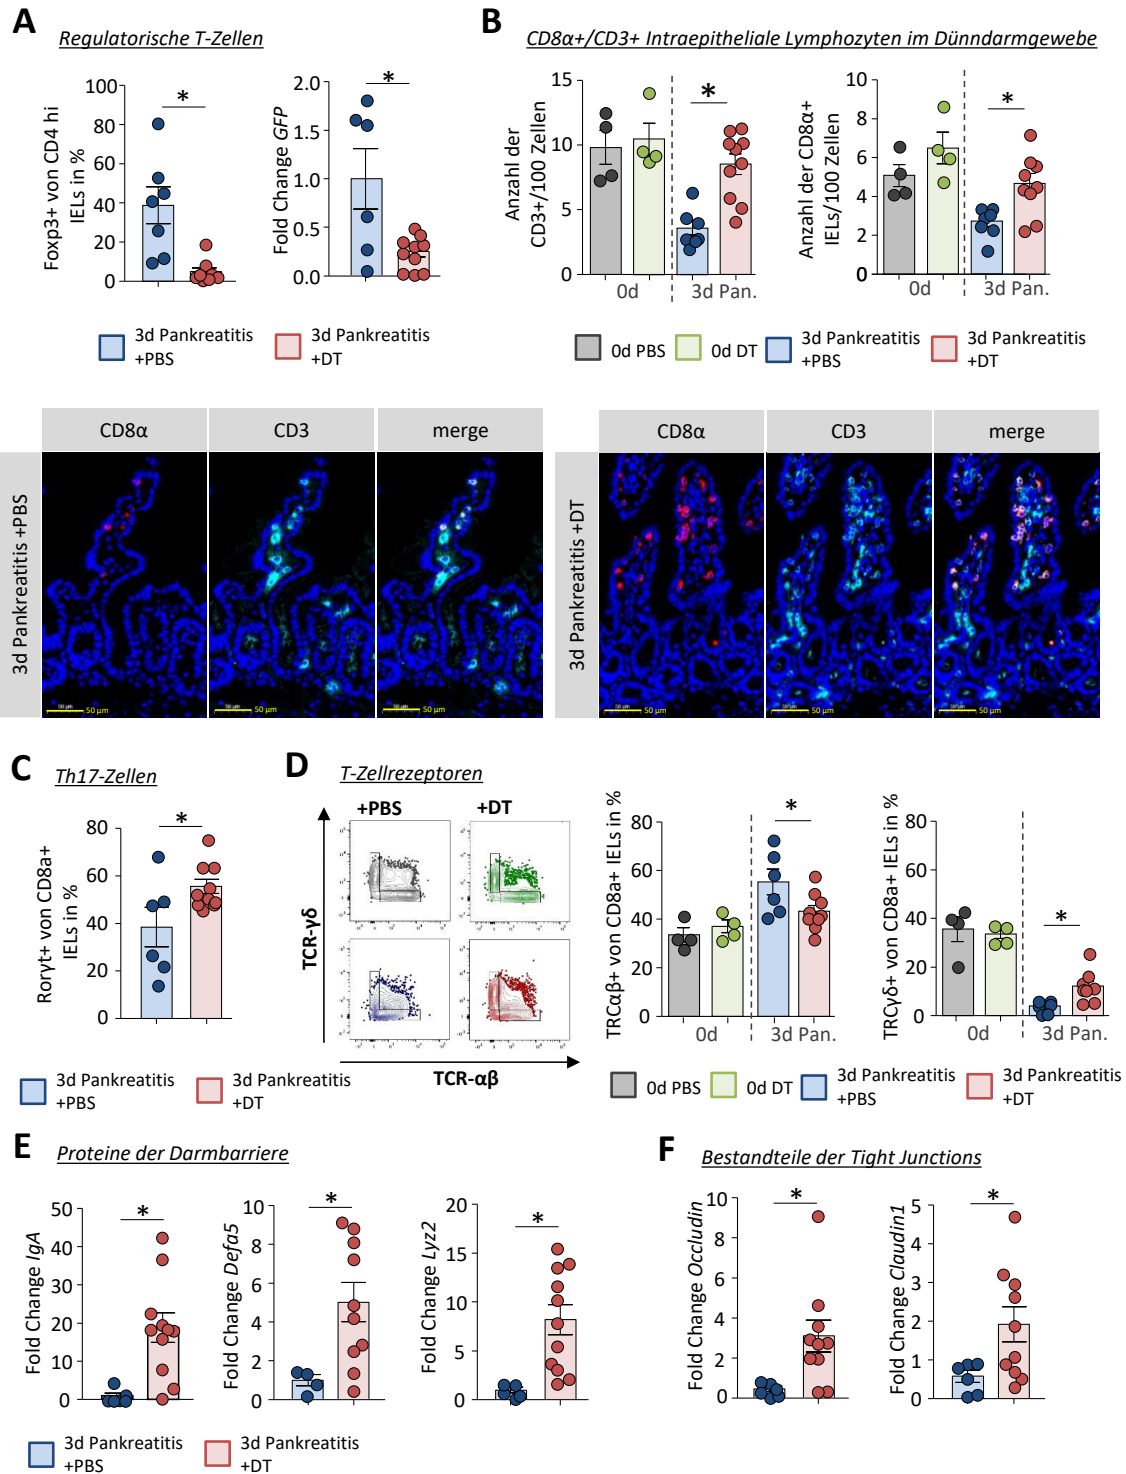 A
Regulatorische T-Zellen
Foxp3+ von CD4 hi
IELs in %
100
80
60
40
20
0
*
Fold Change GFP
2.0
1.5
1.0
0.5
0.0
*
3d Pankreatitis
+PBS
3d Pankreatitis
+DT
B
CD8α+/CD3+ Intraepitheliale Lymphozyten im Dünndarmgewebe
Anzahl der
CD3+/100 Zellen
15
10
5
0
*
0d
3d Pan.
Anzahl der CD8α+
IELs/100 Zellen
10
8
6
4
2
0
*
0d
3d Pan.
0d PBS
0d DT
3d Pankreatitis
+PBS
3d Pankreatitis
+DT
3d Pankreatitis +PBS
CD8α
CD3
merge
50 µm
50 µm
50 µm
3d Pankreatitis +DT
CD8α
CD3
merge
50 µm
50 µm
50 µm
C
Th17-Zellen
Rorγt+ von CD8a+
IELs in %
80
60
40
20
0
*
3d Pankreatitis
+PBS
3d Pankreatitis
+DT
D
T-Zellrezeptoren
+PBS
+DT
TCR-γδ
TCR-αβ
TRCαβ+ von CD8a+ IELs in %
80
60
40
20
0
*
0d
3d Pan.
TRCγδ+ von CD8a+ IELs in %
80
60
40
20
0
*
0d
3d Pan.
0d PBS
0d DT
3d Pankreatitis
+PBS
3d Pankreatitis
+DT
E
Proteine der Darmbarriere
Fold Change IgA
50
40
30
20
10
0
*
Fold Change Defa5
10
8
6
4
2
0
*
Fold Change Lyz2
20
15
10
5
0
*
3d Pankreatitis
+PBS
3d Pankreatitis
+DT
F
Bestandteile der Tight Junctions
Fold Change Occludin
10
8
6
4
2
0
*
Fold Change Claudin1
5
4
3
2
1
0
*